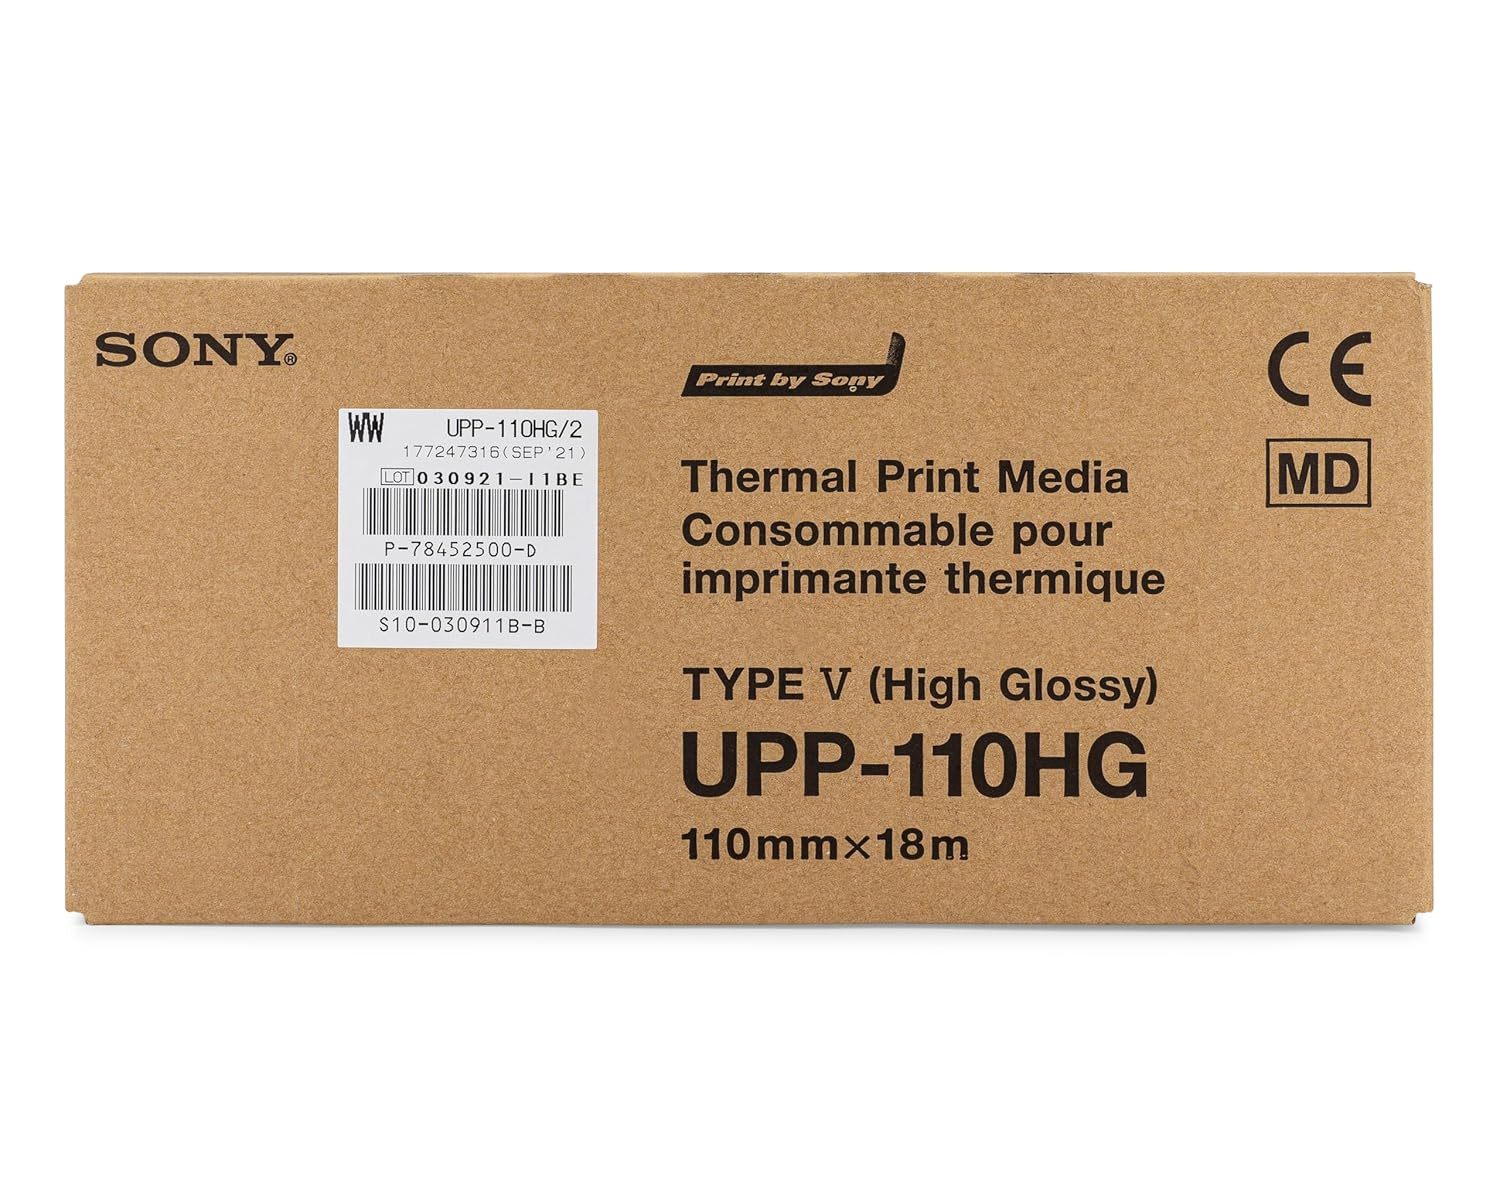 SONY®
WW UPP-110HG/2
177247316(SEP'21)
LOT 030921-11BE
P-78452500-D
S10-030911B-B
Print by Sony
CE
MD
Thermal Print Media
Consommable pour
imprimante thermique
TYPE V (High Glossy)
UPP-110HG
110mm×18m